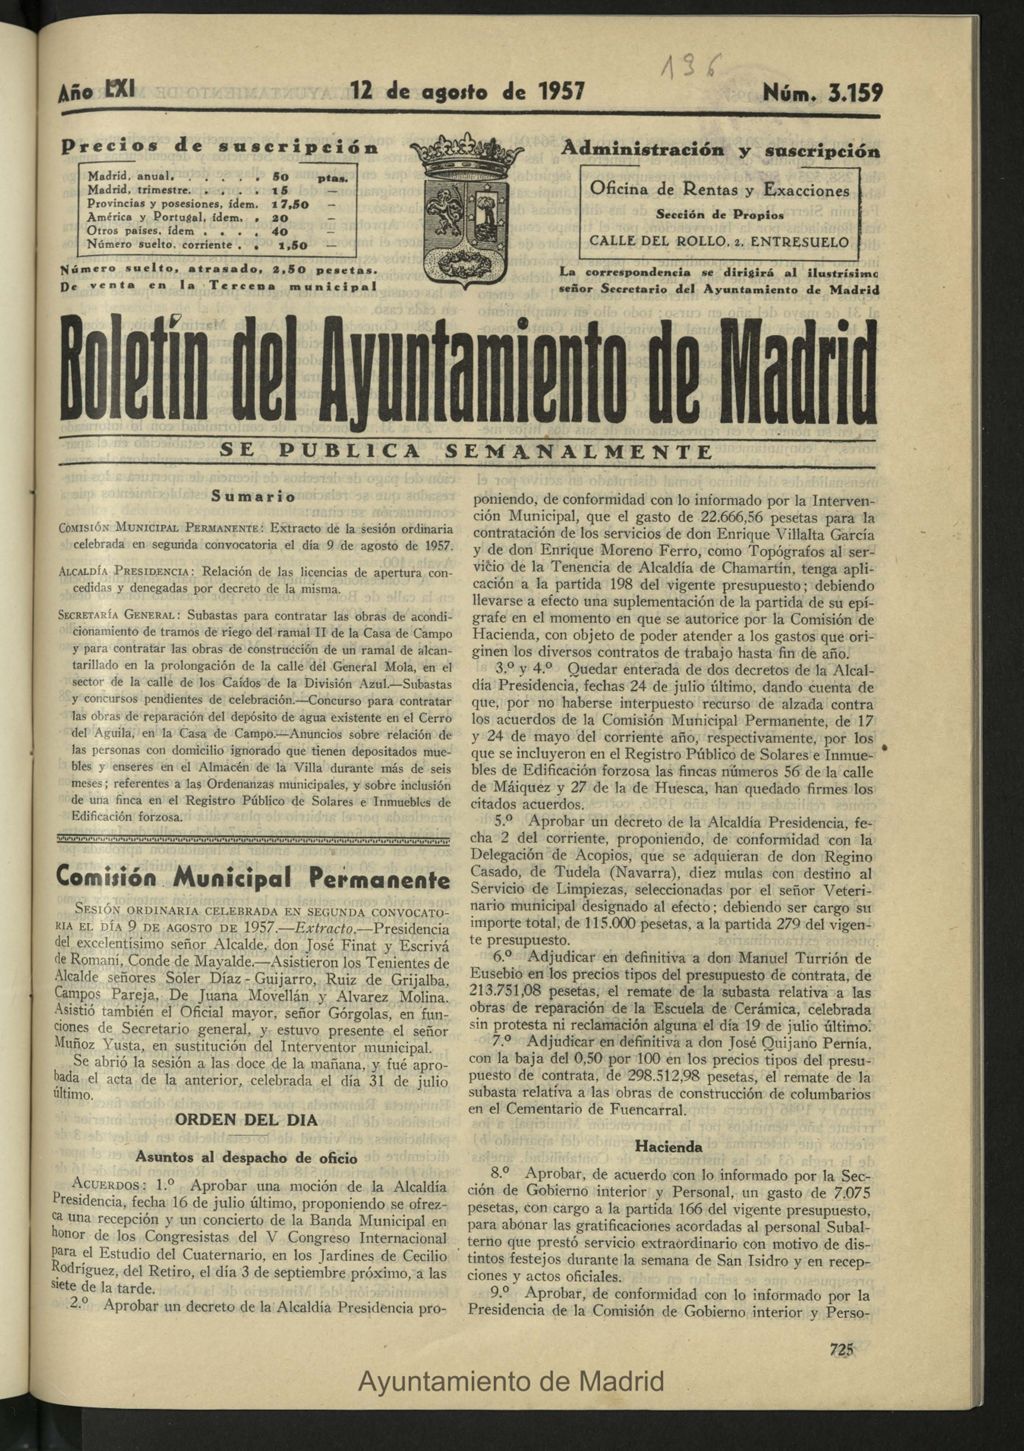 136
Año LXI 12 de agosto de 1957 Núm. 3.159
Precios de suscripción
Madrid, anual. . . . . . 50 ptas.
Madrid, trimestre. . . . . 15 —
Provincias y posesiones, ídem. 17,50 —
América y Portugal, ídem. . 20 —
Otros países, ídem . . . . 40 —
Número suelto, corriente . . 1,50 —
Número suelto, atrasado, 2,50 pesetas.
De venta en la Tercena municipal
Administración y suscripción
Oficina de Rentas y Exacciones
Sección de Propios
CALLE DEL ROLLO, 2, ENTRESUELO
La correspondencia se dirigirá al ilustrísimo
señor Secretario del Ayuntamiento de Madrid
Boletín del Ayuntamiento de Madrid
SE PUBLICA SEMANALMENTE
Sumario
COMISIÓN MUNICIPAL PERMANENTE: Extracto de la sesión ordinaria
celebrada en segunda convocatoria el día 9 de agosto de 1957.
ALCALDÍA PRESIDENCIA: Relación de las licencias de apertura con-
cedidas y denegadas por decreto de la misma.
SECRETARÍA GENERAL: Subastas para contratar las obras de acondi-
cionamiento de tramos de riego del ramal II de la Casa de Campo
y para contratar las obras de construcción de un ramal de alcan-
tarillado en la prolongación de la calle del General Mola, en el
sector de la calle de los Caídos de la División Azul.—Subastas
y concursos pendientes de celebración.—Concurso para contratar
las obras de reparación del depósito de agua existente en el Cerro
del Aguila, en la Casa de Campo.—Anuncios sobre relación de
las personas con domicilio ignorado que tienen depositados mue-
bles y enseres en el Almacén de la Villa durante más de seis
meses; referentes a las Ordenanzas municipales, y sobre inclusión
de una finca en el Registro Público de Solares e Inmuebles de
Edificación forzosa.
Comisión Municipal Permanente
SESIÓN ORDINARIA CELEBRADA EN SEGUNDA CONVOCATO-
RIA EL DÍA 9 DE AGOSTO DE 1957.—Extracto.—Presidencia
del excelentísimo señor Alcalde, don José Finat y Escrivá
de Romaní, Conde de Mayalde.—Asistieron los Tenientes de
Alcalde señores Soler Díaz-Guijarro, Ruiz de Grijalba,
Campos Pareja, De Juana Movellán y Alvarez Molina.
Asistió también el Oficial mayor, señor Górgolas, en fun-
ciones de Secretario general, y estuvo presente el señor
Muñoz Yusta, en sustitución del Interventor municipal.
Se abrió la sesión a las doce de la mañana, y fué apro-
bada el acta de la anterior, celebrada el día 31 de julio
último.
ORDEN DEL DIA
Asuntos al despacho de oficio
ACUERDOS: 1.º Aprobar una moción de la Alcaldía
Presidencia, fecha 16 de julio último, proponiendo se ofrez-
ca una recepción y un concierto de la Banda Municipal en
honor de los Congresistas del V Congreso Internacional
para el Estudio del Cuaternario, en los Jardines de Cecilio
Rodríguez, del Retiro, el día 3 de septiembre próximo, a las
siete de la tarde.
2.º Aprobar un decreto de la Alcaldía Presidencia pro-
poniendo, de conformidad con lo informado por la Interven-
ción Municipal, que el gasto de 22.666,56 pesetas para la
contratación de los servicios de don Enrique Villalta García
y de don Enrique Moreno Ferro, como Topógrafos al ser-
vicio de la Tenencia de Alcaldía de Chamartín, tenga apli-
cación a la partida 198 del vigente presupuesto; debiendo
llevarse a efecto una suplementación de la partida de su epí-
grafe en el momento en que se autorice por la Comisión de
Hacienda, con objeto de poder atender a los gastos que ori-
ginen los diversos contratos de trabajo hasta fin de año.
3.º y 4.º Quedar enterada de dos decretos de la Alcal-
día Presidencia, fechas 24 de julio último, dando cuenta de
que, por no haberse interpuesto recurso de alzada contra
los acuerdos de la Comisión Municipal Permanente, de 17
y 24 de mayo del corriente año, respectivamente, por los
que se incluyeron en el Registro Público de Solares e Inmue-
bles de Edificación forzosa las fincas números 56 de la calle
de Máiquez y 27 de la de Huesca, han quedado firmes los
citados acuerdos.
5.º Aprobar un decreto de la Alcaldía Presidencia, fe-
cha 2 del corriente, proponiendo, de conformidad con la
Delegación de Acopios, que se adquieran de don Regino
Casado, de Tudela (Navarra), diez mulas con destino al
Servicio de Limpiezas, seleccionadas por el señor Veteri-
nario municipal designado al efecto; debiendo ser cargo su
importe total, de 115.000 pesetas, a la partida 279 del vigen-
te presupuesto.
6.º Adjudicar en definitiva a don Manuel Turrión de
Eusebio en los precios tipos del presupuesto de contrata, de
213.751,08 pesetas, el remate de la subasta relativa a las
obras de reparación de la Escuela de Cerámica, celebrada
sin protesta ni reclamación alguna el día 19 de julio último.
7.º Adjudicar en definitiva a don José Quijano Pernía,
con la baja del 0,50 por 100 en los precios tipos del presu-
puesto de contrata, de 298.512,98 pesetas, el remate de la
subasta relativa a las obras de construcción de columbarios
en el Cementario de Fuencarral.
Hacienda
8.º Aprobar, de acuerdo con lo informado por la Sec-
ción de Gobierno interior y Personal, un gasto de 7.075
pesetas, con cargo a la partida 166 del vigente presupuesto,
para abonar las gratificaciones acordadas al personal Subal-
terno que prestó servicio extraordinario con motivo de dis-
tintos festejos durante la semana de San Isidro y en recep-
ciones y actos oficiales.
9.º Aprobar, de conformidad con lo informado por la
Presidencia de la Comisión de Gobierno interior y Perso-
725
Ayuntamiento de Madrid